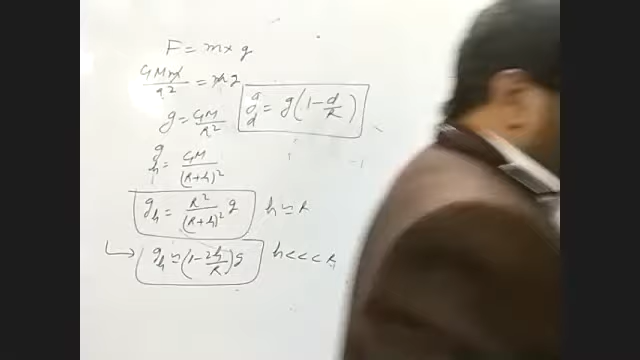 F = m × g
GMm/r² = mg
g = GM/R²
g_d = g(1 - d/R)
g_h = GM/(R+h)²
g_h = R²/(R+h)² g h ≃ R
↳ g_h ≃ (1 - 2h/R)g h <<< R